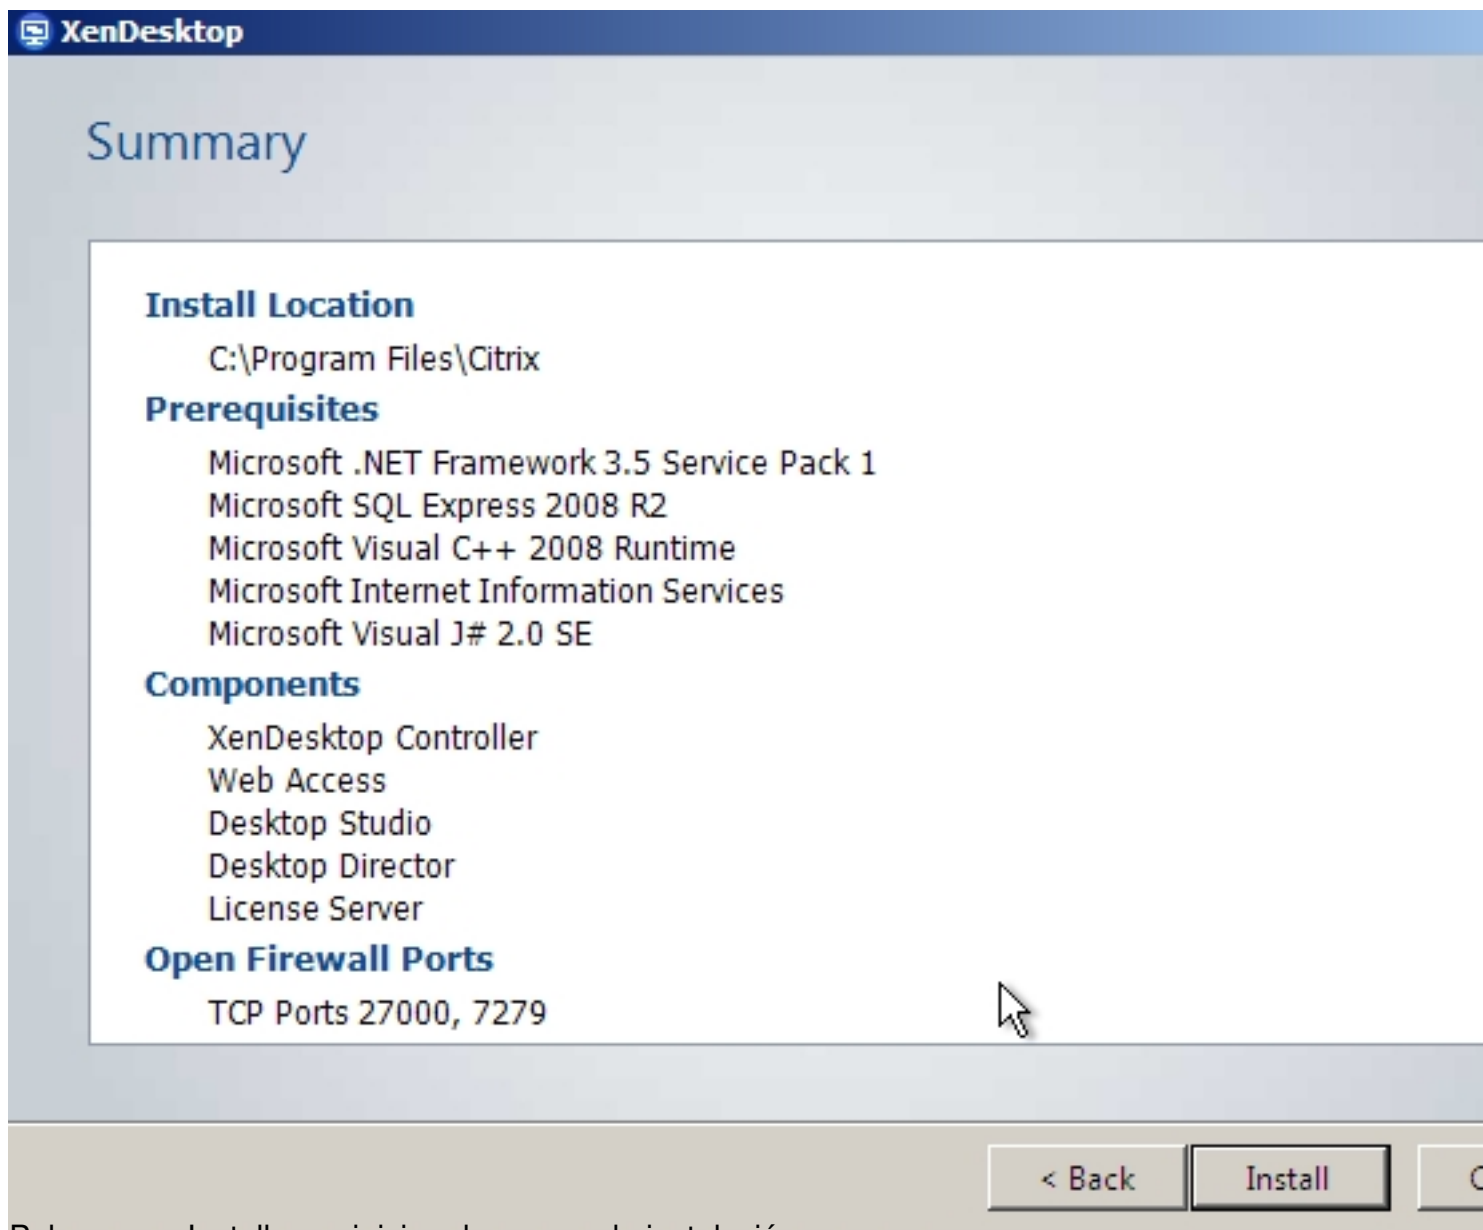 XenDesktop
Summary
Install Location
C:\Program Files\Citrix
Prerequisites
Microsoft .NET Framework 3.5 Service Pack 1
Microsoft SQL Express 2008 R2
Microsoft Visual C++ 2008 Runtime
Microsoft Internet Information Services
Microsoft Visual J# 2.0 SE
Components
XenDesktop Controller
Web Access
Desktop Studio
Desktop Director
License Server
Open Firewall Ports
TCP Ports 27000, 7279
< Back
Install